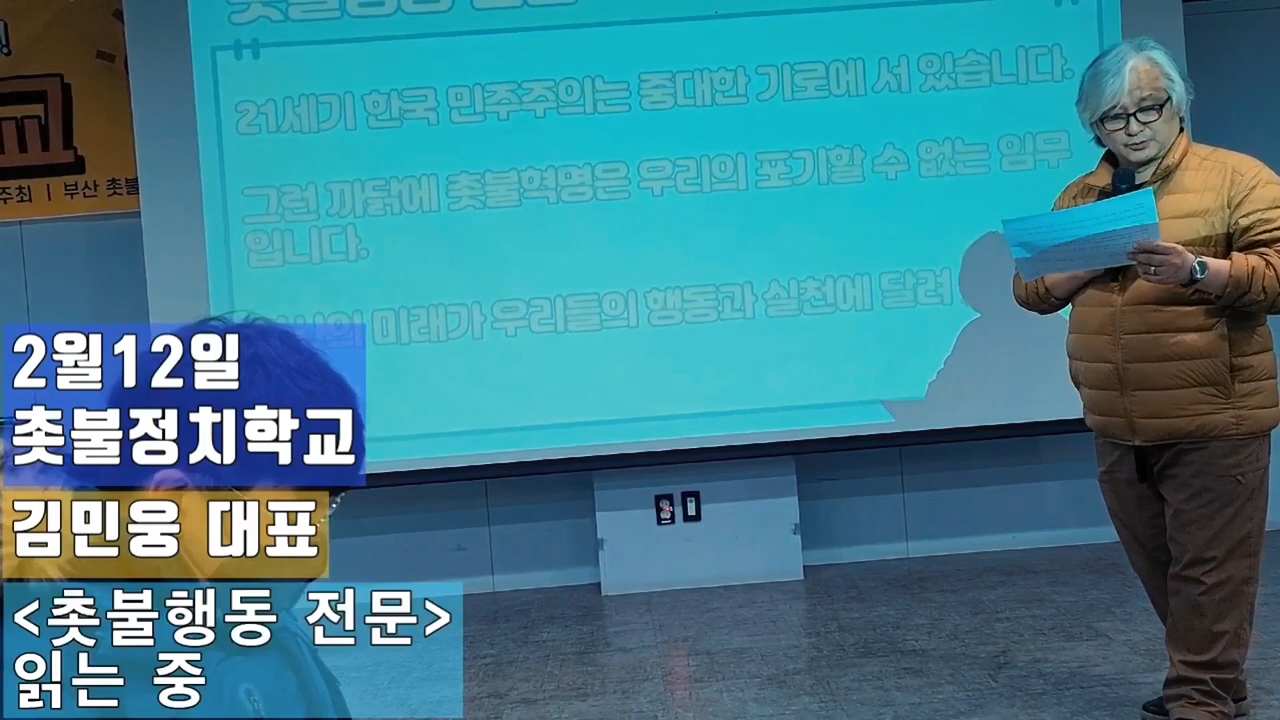 교
주최 | 부산 촛불
21세기 한국 민주주의는 중대한 기로에 서 있습니다.
그런 까닭에 촛불혁명은 우리의 포기할 수 없는 임무
입니다.
미래가 우리들의 행동과 실천에 달려
2월12일
촛불정치학교
김민웅 대표
<촛불행동 전문>
읽는 중